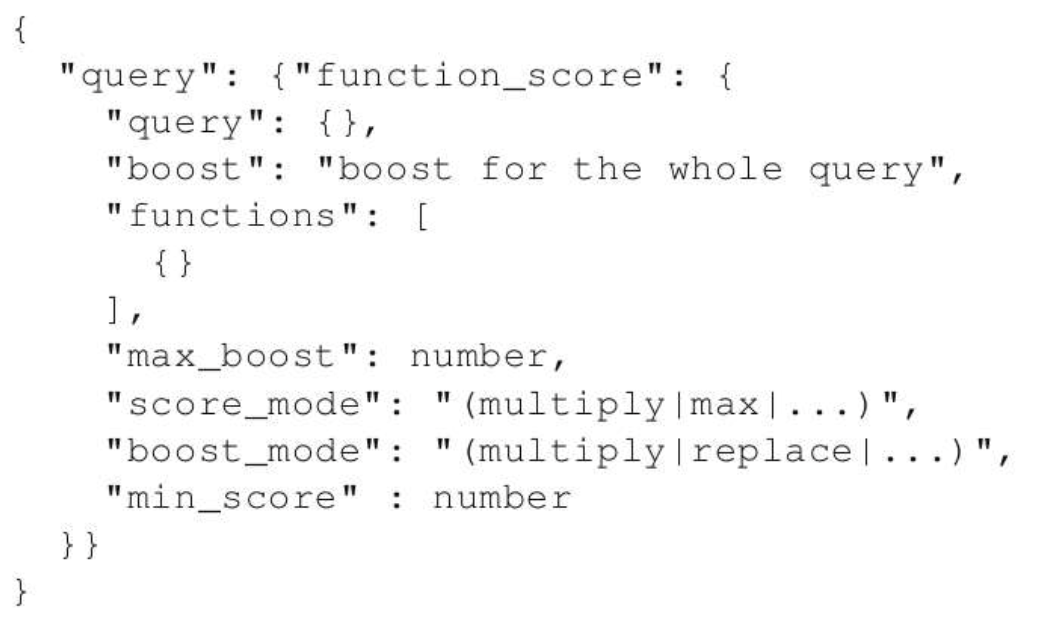 {
  "query": {"function_score": {
    "query": {},
    "boost": "boost for the whole query",
    "functions": [
      {}
    ],
    "max_boost": number,
    "score_mode": "(multiply|max|...)",
    "boost_mode": "(multiply|replace|...)",
    "min_score" : number
  }}
}